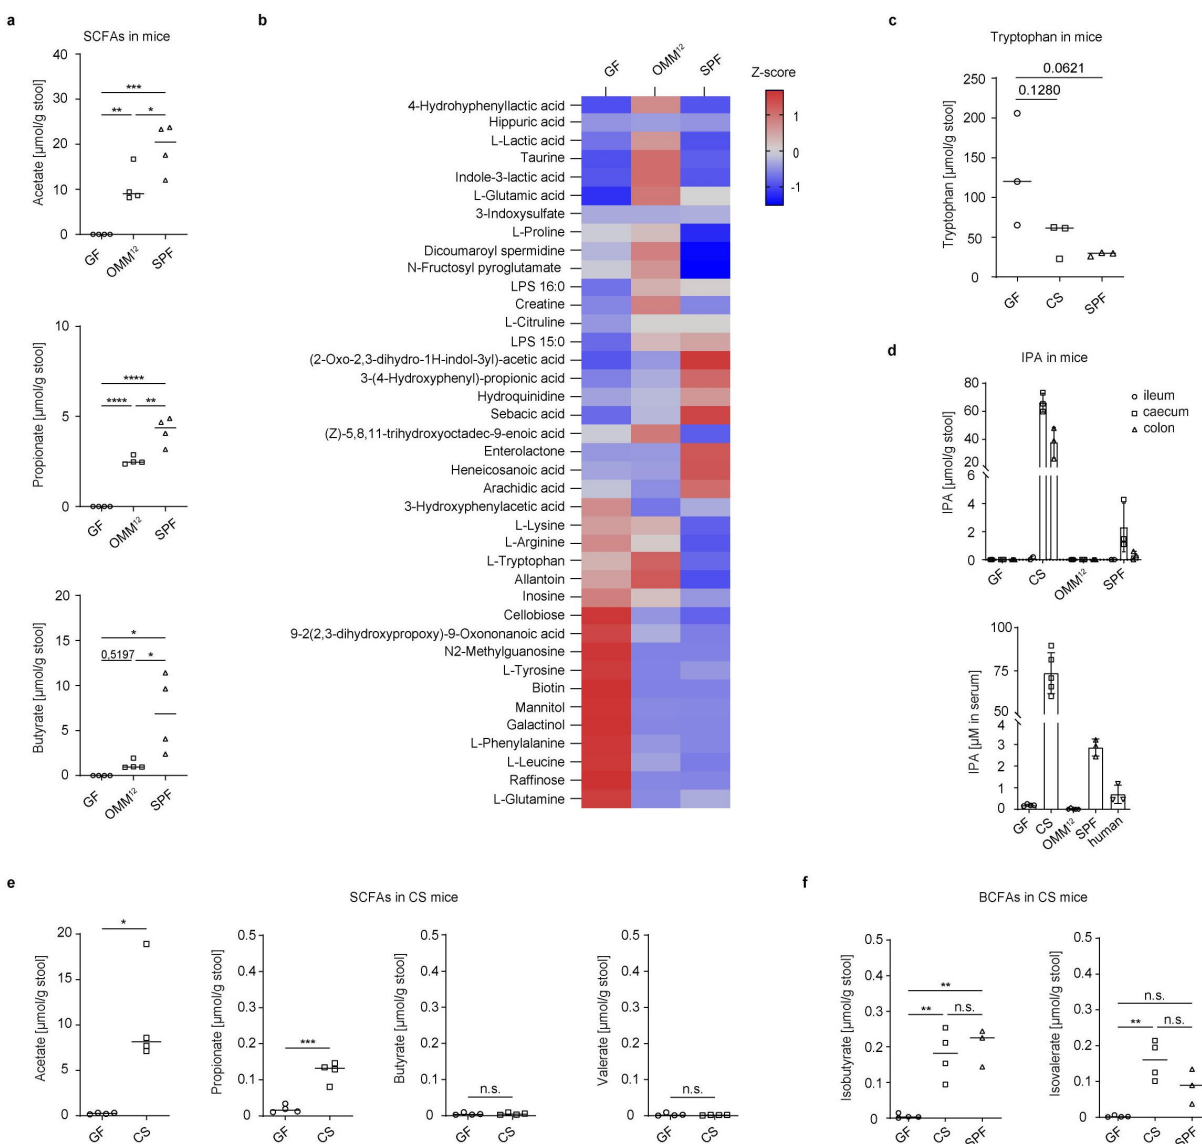 a
SCFAs in mice
Acetate [µmol/g stool]
40
30
20
10
0
***
**
*
GF
OMM¹²
SPF
Propionate [µmol/g stool]
10
5
0
****
****
**
GF
OMM¹²
SPF
Butyrate [µmol/g stool]
20
15
10
5
0
*
0,5197
*
GF
OMM¹²
SPF
b
GF
OMM¹²
SPF
Z-score
1
0
-1
4-Hydrohyphenyllactic acid
Hippuric acid
L-Lactic acid
Taurine
Indole-3-lactic acid
L-Glutamic acid
3-Indoxysulfate
L-Proline
Dicoumaroyl spermidine
N-Fructosyl pyroglutamate
LPS 16:0
Creatine
L-Citruline
LPS 15:0
(2-Oxo-2,3-dihydro-1H-indol-3yl)-acetic acid
3-(4-Hydroxyphenyl)-propionic acid
Hydroquinidine
Sebacic acid
(Z)-5,8,11-trihydroxyoctadec-9-enoic acid
Enterolactone
Heneicosanoic acid
Arachidic acid
3-Hydroxyphenylacetic acid
L-Lysine
L-Arginine
L-Tryptophan
Allantoin
Inosine
Cellobiose
9-2(2,3-dihydroxypropoxy)-9-Oxononanoic acid
N2-Methylguanosine
L-Tyrosine
Biotin
Mannitol
Galactinol
L-Phenylalanine
L-Leucine
Raffinose
L-Glutamine
c
Tryptophan in mice
Tryptophan [µmol/g stool]
250
200
150
100
50
0
0.0621
0.1280
GF
CS
SPF
d
IPA in mice
IPA [µmol/g stool]
80
60
40
20
6
4
2
0
ileum
caecum
colon
GF
CS
OMM¹²
SPF
IPA [µM in serum]
100
75
50
4
3
2
1
0
GF
CS
OMM¹²
SPF
human
e
SCFAs in CS mice
Acetate [µmol/g stool]
20
15
10
5
0
*
GF
CS
Propionate [µmol/g stool]
0.5
0.4
0.3
0.2
0.1
0
***
GF
CS
Butyrate [µmol/g stool]
0.5
0.4
0.3
0.2
0.1
0
n.s.
GF
CS
Valerate [µmol/g stool]
0.5
0.4
0.3
0.2
0.1
0
n.s.
GF
CS
f
BCFAs in CS mice
Isobutyrate [µmol/g stool]
0.5
0.4
0.3
0.2
0.1
0
**
**
n.s.
GF
CS
SPF
Isovalerate [µmol/g stool]
0.5
0.4
0.3
0.2
0.1
0
n.s.
**
n.s.
GF
CS
SPF